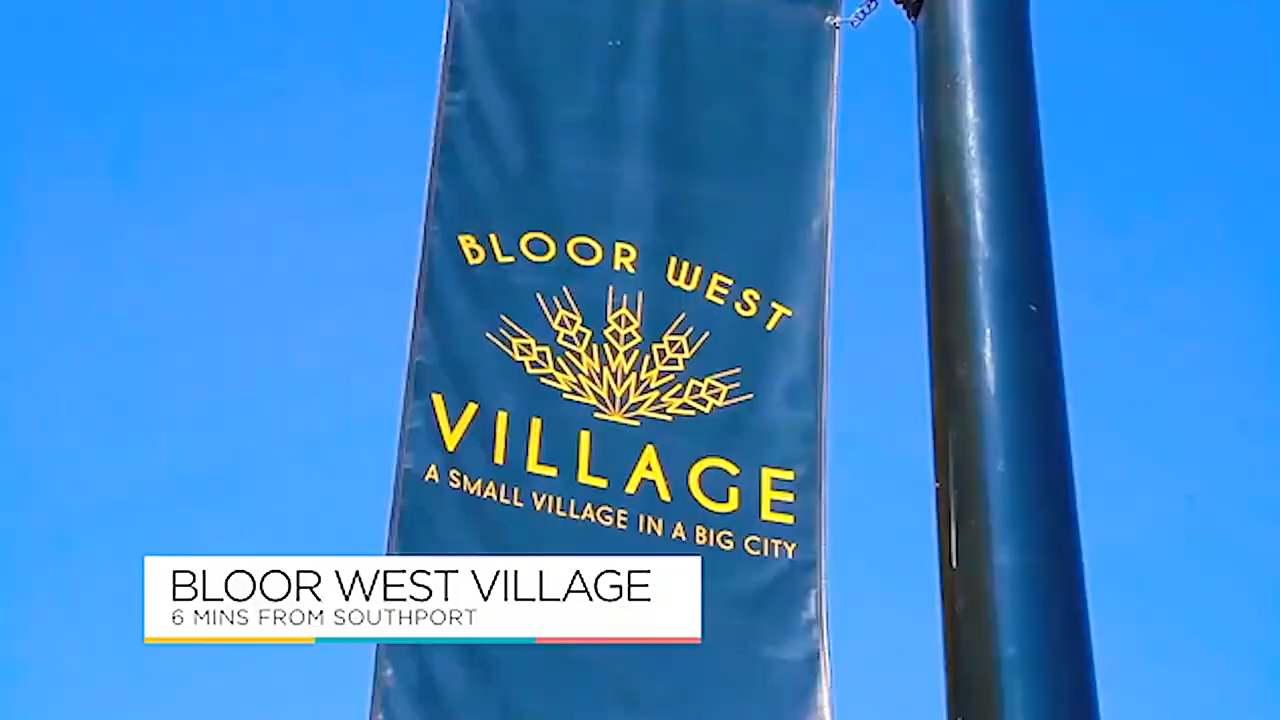 BLOOR WEST
VILLAGE
A SMALL VILLAGE IN A BIG CITY
BLOOR WEST VILLAGE
6 MINS FROM SOUTHPORT